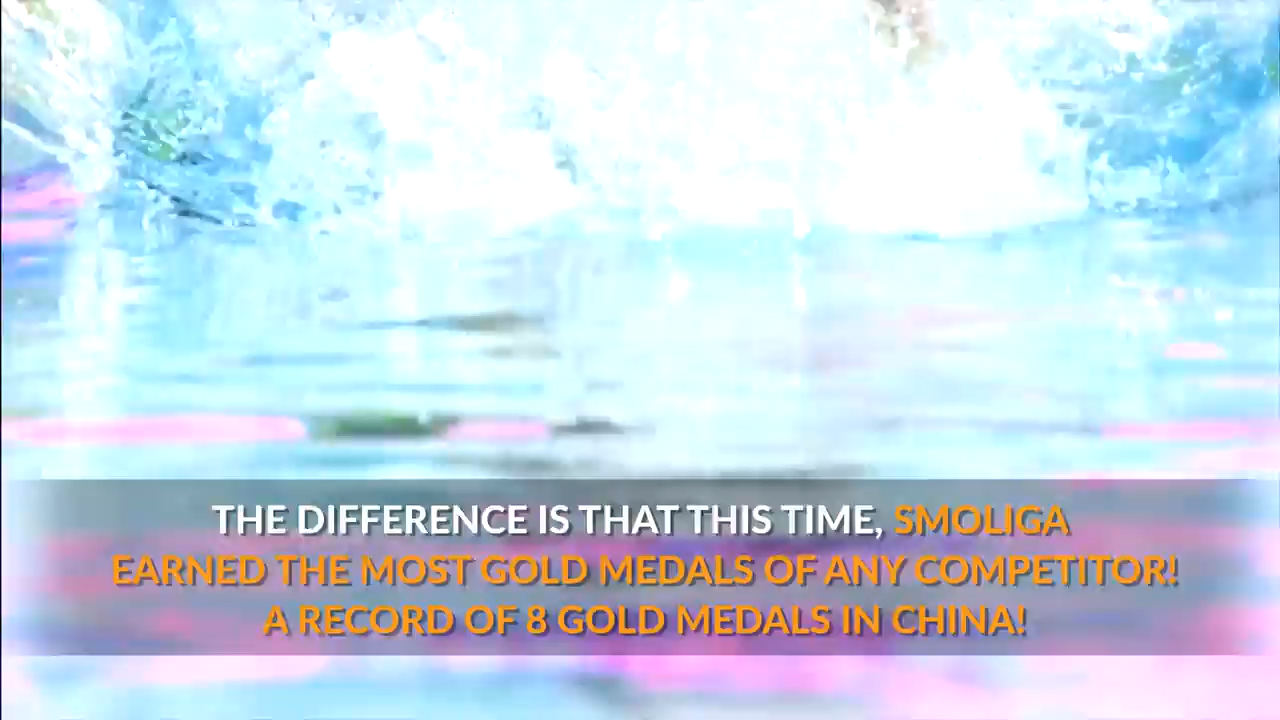 THE DIFFERENCE IS THAT THIS TIME, SMOLIGA
EARNED THE MOST GOLD MEDALS OF ANY COMPETITOR!
A RECORD OF 8 GOLD MEDALS IN CHINA!